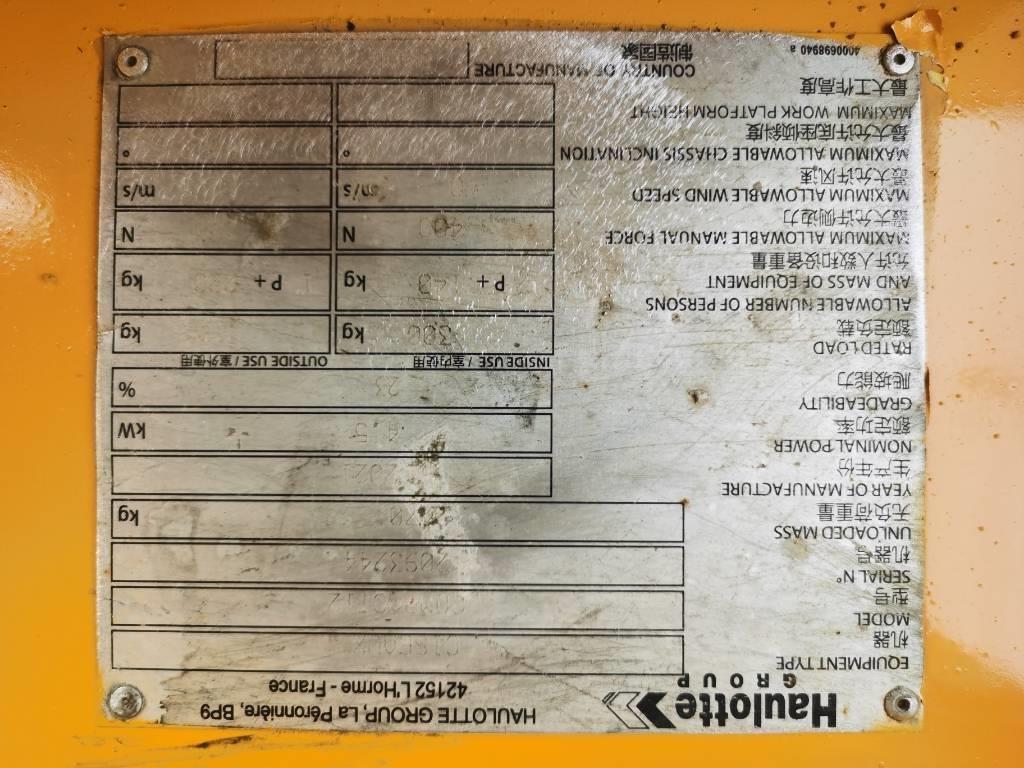 Haulotte
GROUP
HAULOTTE GROUP, La Péronnière, BP9
42152 L'Horme - France
EQUIPMENT TYPE
机器
MODEL
型号
SERIAL N°
机器号
UNLOADED MASS kg
无负荷重量
YEAR OF MANUFACTURE
生产年份
NOMINAL POWER kW
额定功率
GRADEABILITY 23 %
爬坡能力
INSIDE USE / 室内使用 OUTSIDE USE / 室外使用
RATED LOAD kg kg
额定负载
ALLOWABLE NUMBER OF PERSONS
AND MASS OF EQUIPMENT P + kg P + kg
允许人数和设备重量
MAXIMUM ALLOWABLE MANUAL FORCE N N
最大允许侧边力
MAXIMUM ALLOWABLE WIND SPEED m/s m/s
最大允许风速
MAXIMUM ALLOWABLE CHASSIS INCLINATION ° °
最大允许底座倾斜度
MAXIMUM WORK PLATFORM HEIGHT
最大工作高度
COUNTRY OF MANUFACTURE
制造国家
4000698940 a